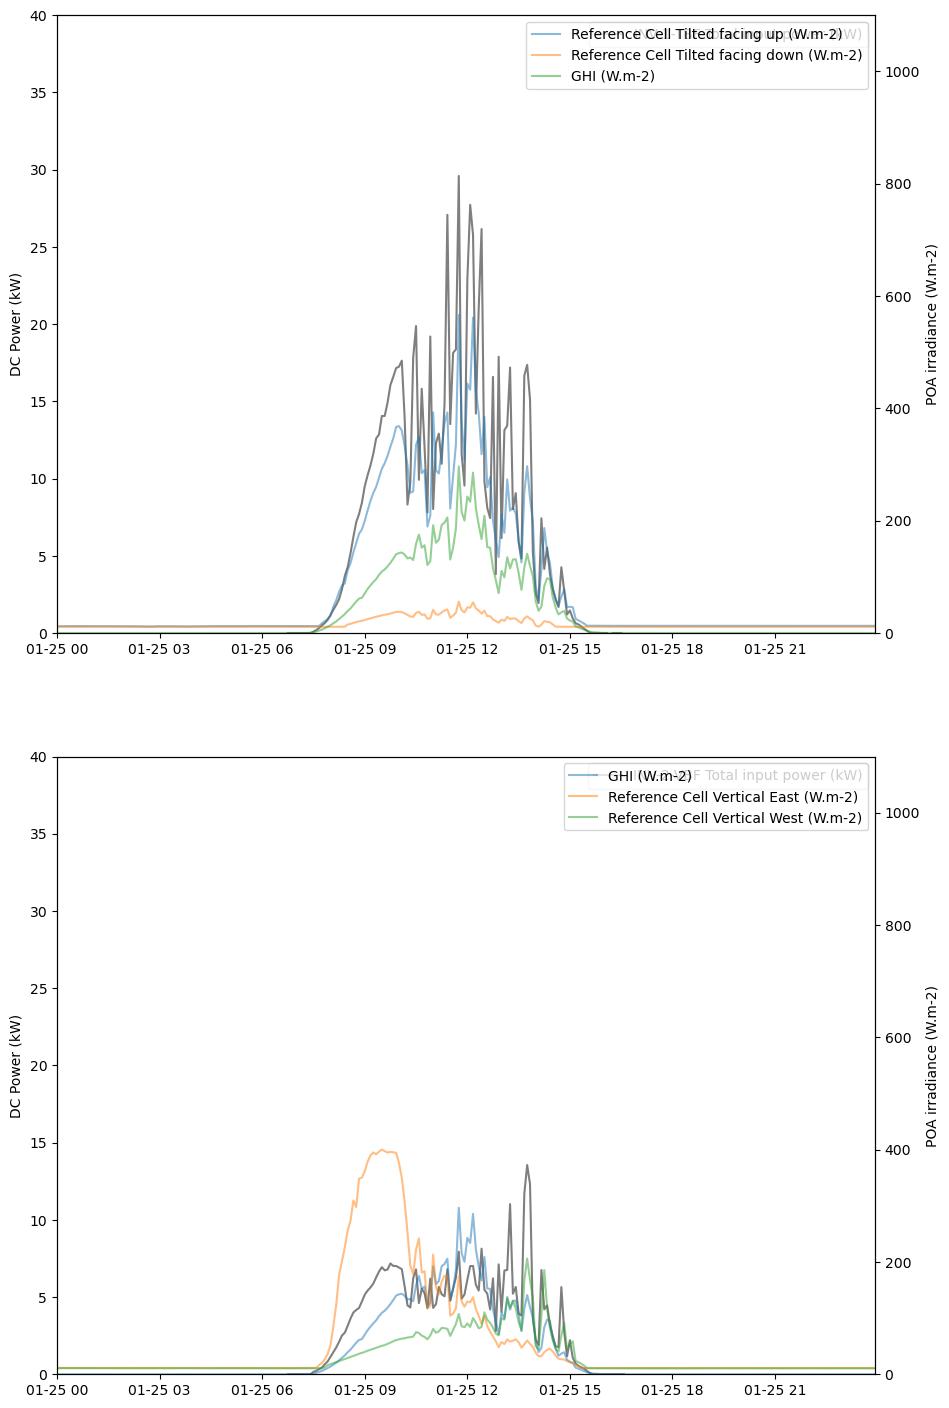 40
35
30
25
20
15
10
5
0
DC Power (kW)
Reference Cell Tilted facing up (W.m-2)
Reference Cell Tilted facing down (W.m-2)
GHI (W.m-2)
1000
800
600
400
200
0
POA irradiance (W.m-2)
01-25 00 01-25 03 01-25 06 01-25 09 01-25 12 01-25 15 01-25 18 01-25 21
40
35
30
25
20
15
10
5
0
DC Power (kW)
GHI (W.m-2) Total input power (kW)
Reference Cell Vertical East (W.m-2)
Reference Cell Vertical West (W.m-2)
1000
800
600
400
200
0
POA irradiance (W.m-2)
01-25 00 01-25 03 01-25 06 01-25 09 01-25 12 01-25 15 01-25 18 01-25 21